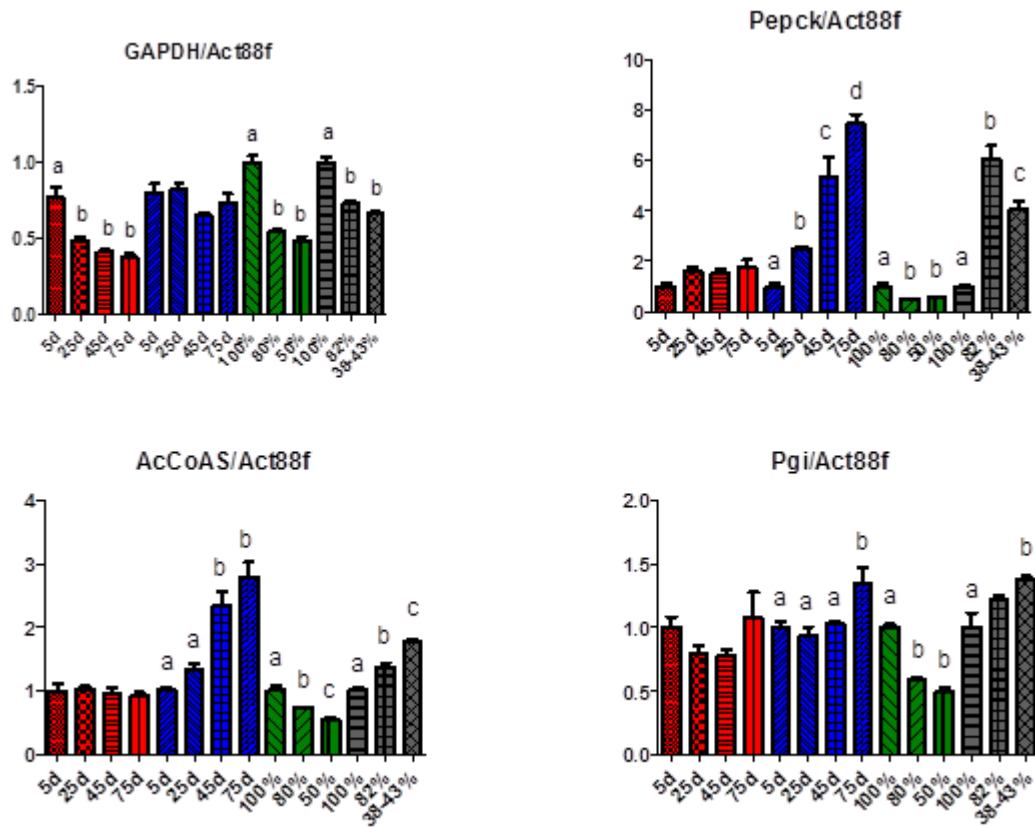 GAPDH/Act88f
1.5
1.0
0.5
0.0
a b b b a b b a b b
5d 25d 45d 75d 5d 25d 45d 75d 100% 80% 50% 100% 82% 38-43%
Pepck/Act88f
10
8
6
4
2
0
a b c d a b b a b c
5d 25d 45d 75d 5d 25d 45d 75d 100% 80% 50% 100% 82% 38-43%
AcCoAS/Act88f
4
3
2
1
0
a a b b a b c a b c
5d 25d 45d 75d 5d 25d 45d 75d 100% 80% 50% 100% 82% 38-43%
Pgi/Act88f
2.0
1.5
1.0
0.5
0.0
a a a b a b b a b
5d 25d 45d 75d 5d 25d 45d 75d 100% 80% 50% 100% 82% 38-43%